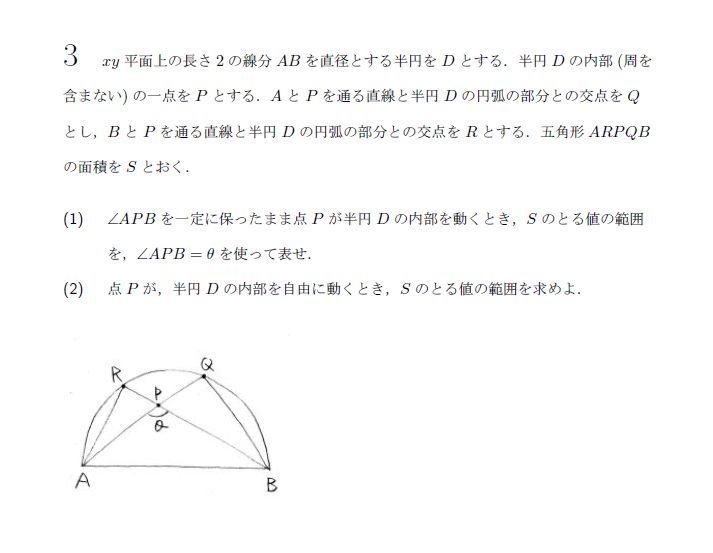 3 xy 平面上の長さ 2 の線分 AB を直径とする半円を D とする．半円 D の内部 (周を
含まない) の一点を P とする．A と P を通る直線と半円 D の円弧の部分との交点を Q
とし，B と P を通る直線と半円 D の円弧の部分との交点を R とする．五角形 ARPQB
の面積を S とおく．
(1) ∠APB を一定に保ったまま点 P が半円 D の内部を動くとき，S のとる値の範囲
を，∠APB = θ を使って表せ．
(2) 点 P が，半円 D の内部を自由に動くとき，S のとる値の範囲を求めよ．
R Q
P
θ
A B